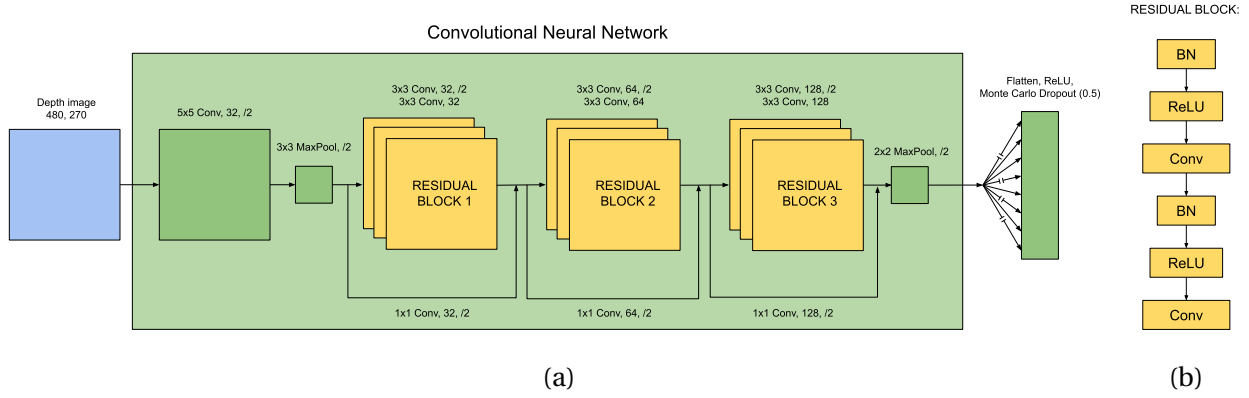 RESIDUAL BLOCK:
Convolutional Neural Network
Depth image
480, 270
5x5 Conv, 32, /2
3x3 MaxPool, /2
3x3 Conv, 32, /2
3x3 Conv, 32
RESIDUAL
BLOCK 1
1x1 Conv, 32, /2
3x3 Conv, 64, /2
3x3 Conv, 64
RESIDUAL
BLOCK 2
1x1 Conv, 64, /2
3x3 Conv, 128, /2
3x3 Conv, 128
RESIDUAL
BLOCK 3
1x1 Conv, 128, /2
2x2 MaxPool, /2
Flatten, ReLU,
Monte Carlo Dropout (0.5)
BN
ReLU
Conv
BN
ReLU
Conv
(a)
(b)